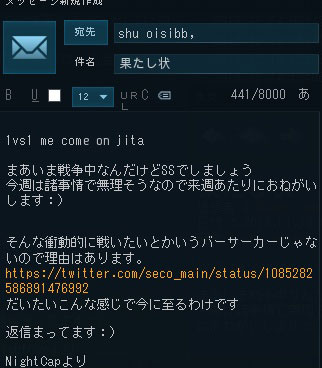 メッセージ新規作成
宛先 shu oisibb,
件名 果たし状
B U 12 URL 441/8000 あ
1vs1 me come on jita
まあいま戦争中なんだけどSSでしましょう
今週は諸事情で無理そうなので来週あたりにおねがい
します:)
そんな衝動的に戦いたいとかいうバーサーカーじゃな
いので理由はあります。
https://twitter.com/seco_main/status/1085282
586891476992
だいたいこんな感じで今に至るわけです
返信まってます:)
NightCapより